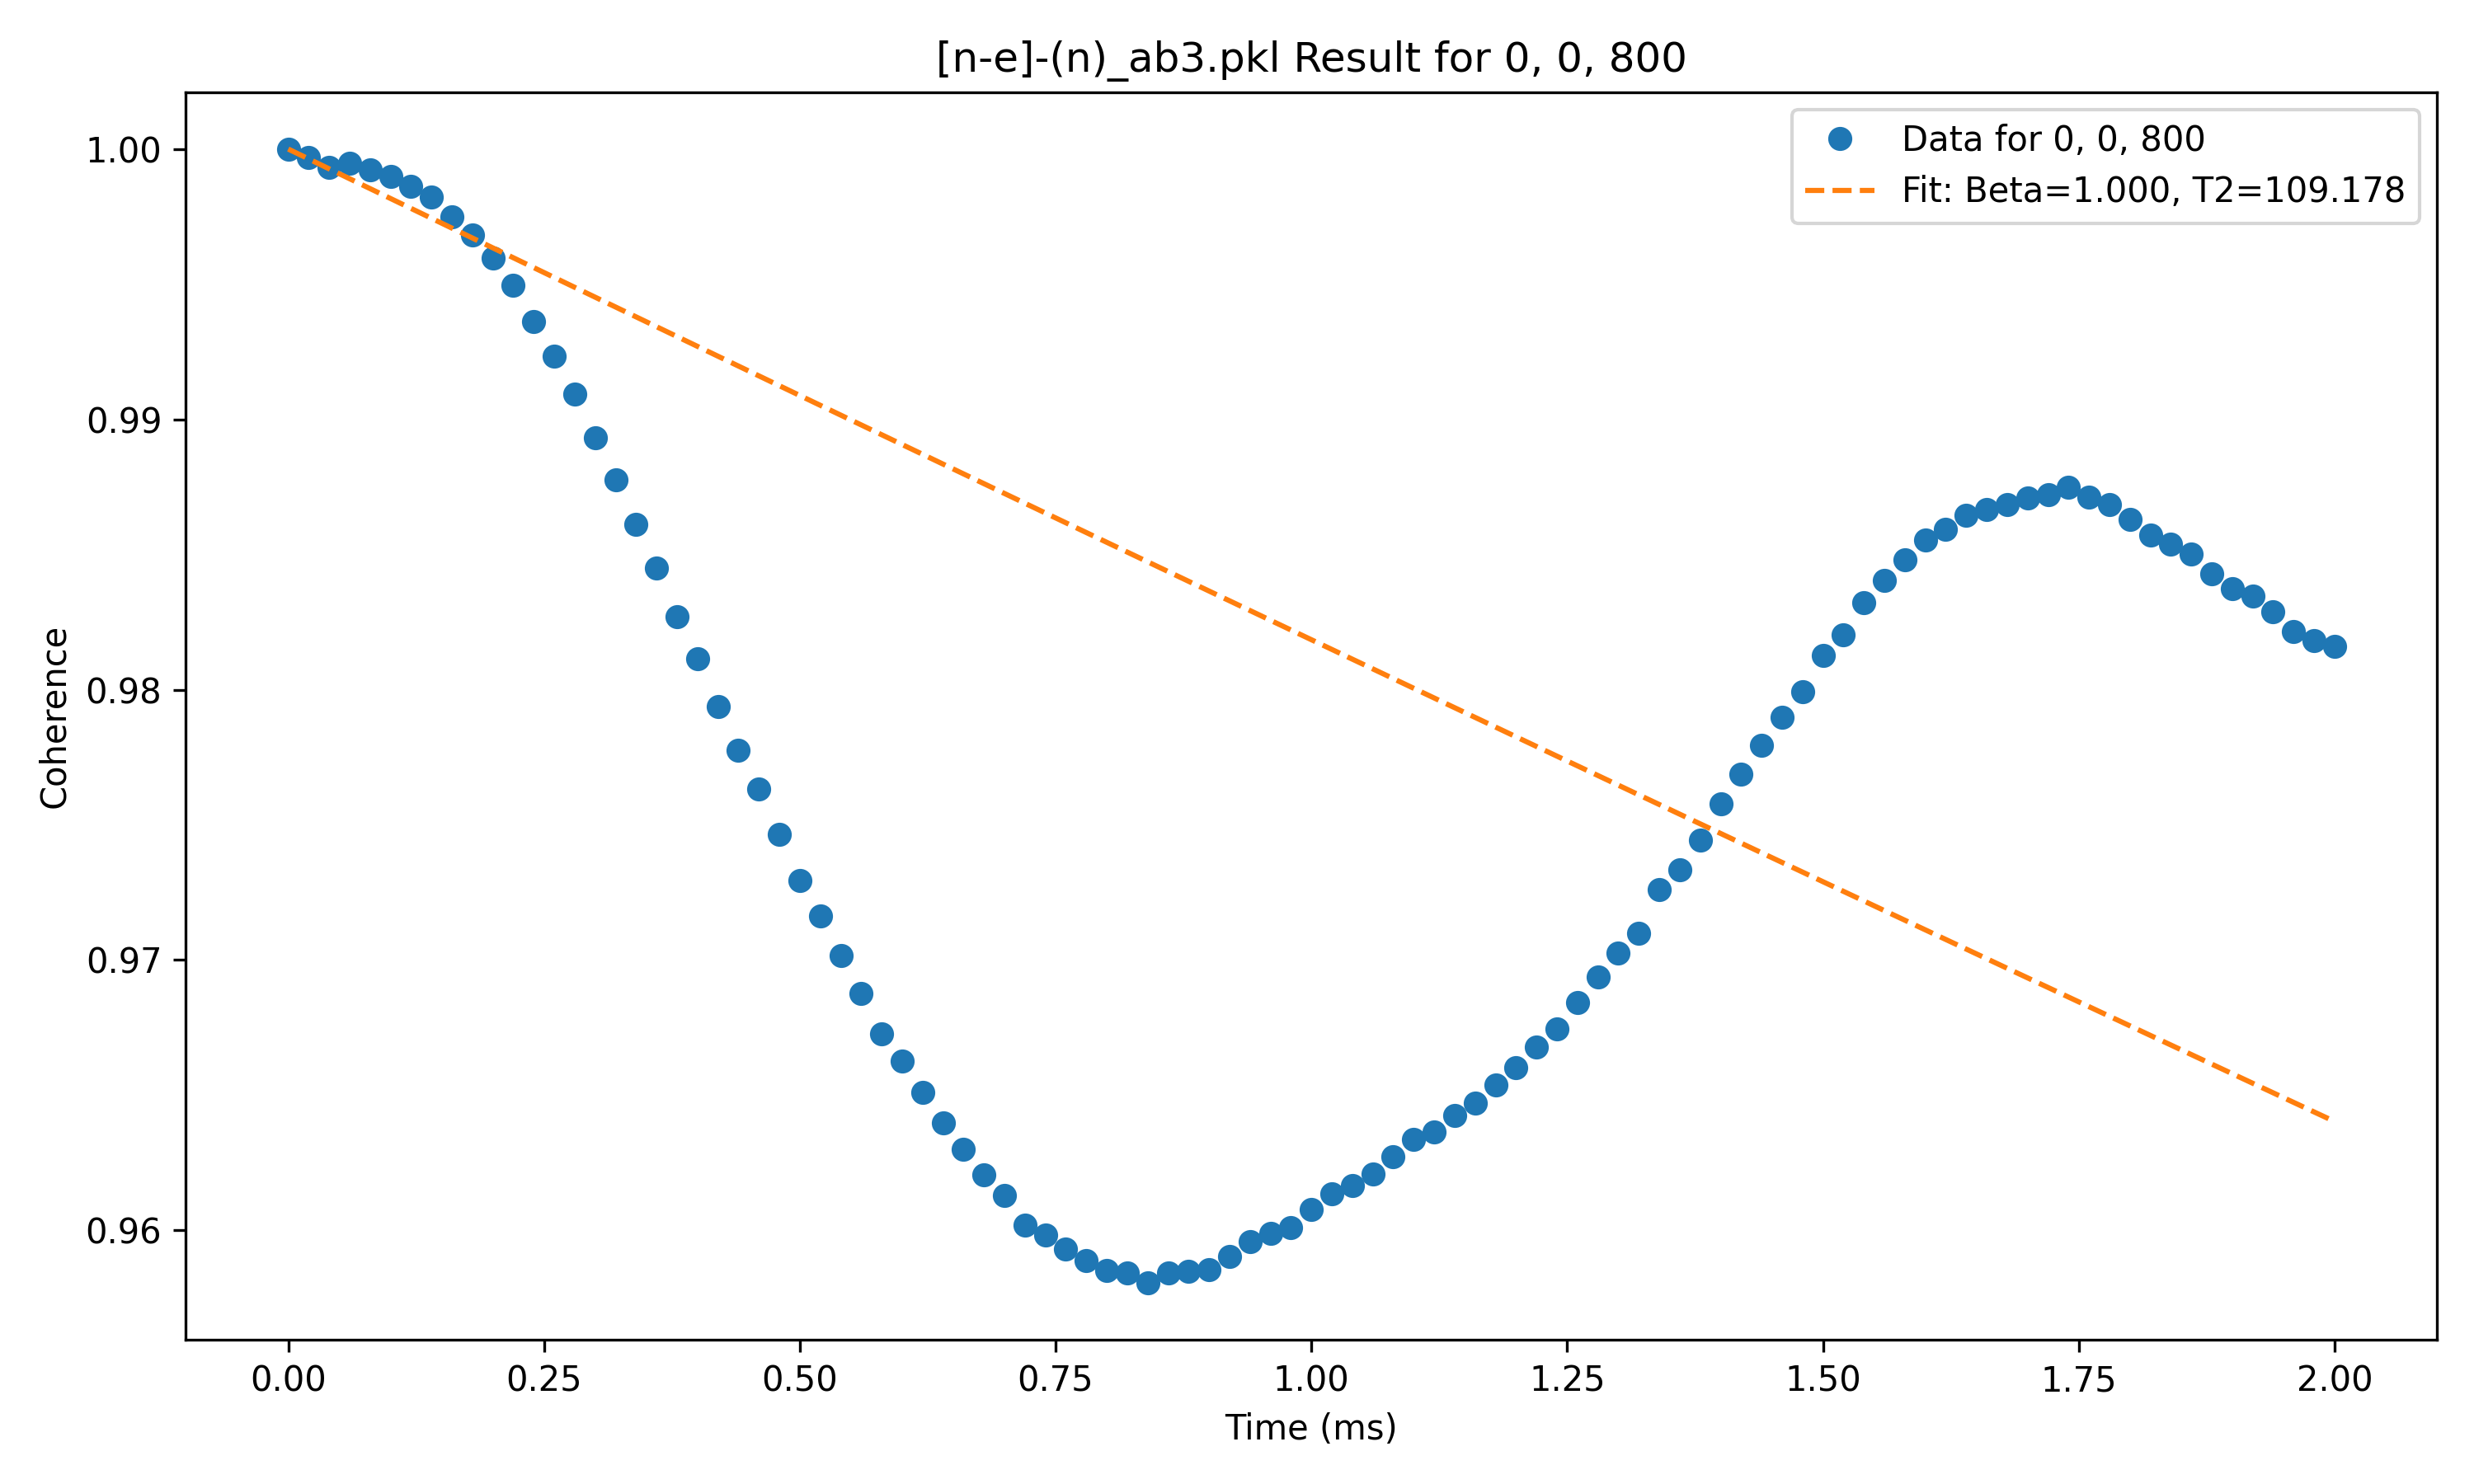 [n-e]-(n)_ab3.pkl Result for 0, 0, 800
Data for 0, 0, 800
Fit: Beta=1.000, T2=109.178
Coherence
1.00
0.99
0.98
0.97
0.96
0.00 0.25 0.50 0.75 1.00 1.25 1.50 1.75 2.00
Time (ms)